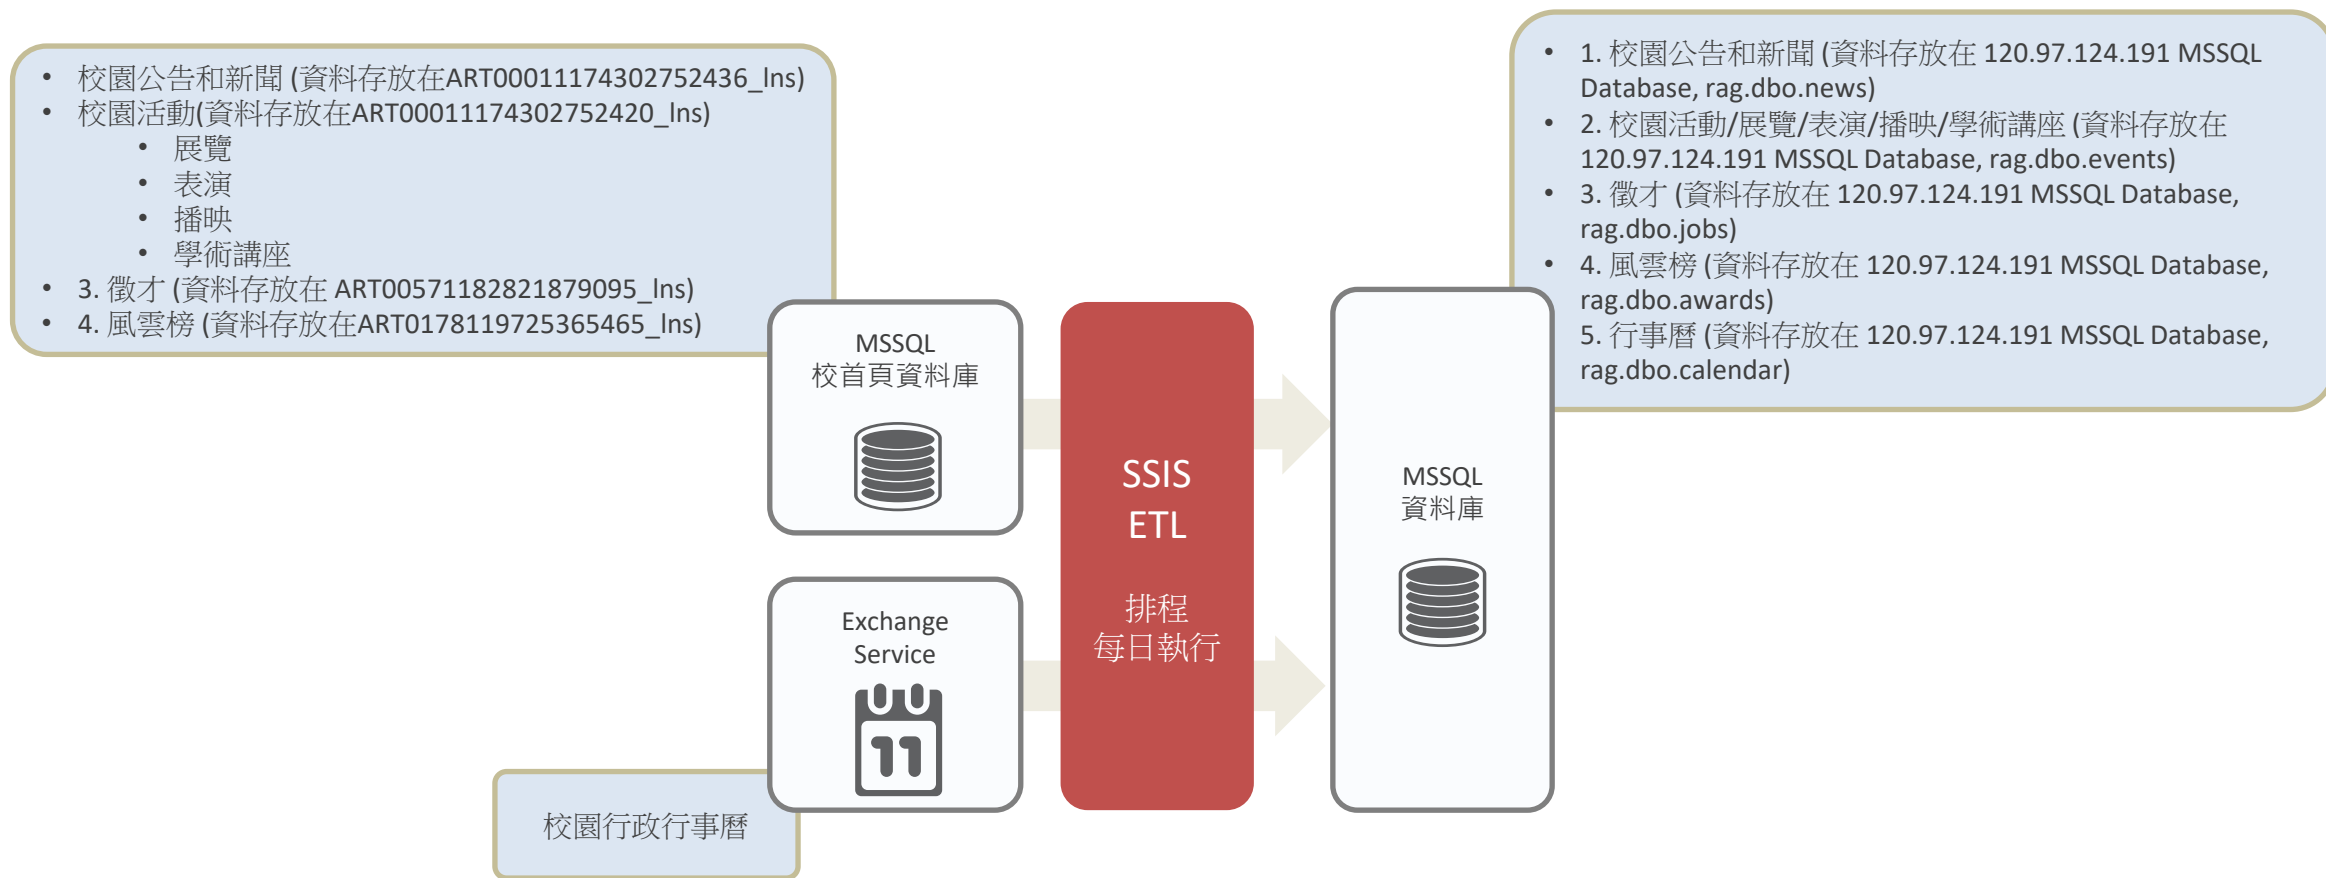 • 校園公告和新聞 (資料存放在ART00011174302752436_lns)
• 校園活動(資料存放在ART00011174302752420_lns)
• 展覽
• 表演
• 播映
• 學術講座
• 3. 徵才 (資料存放在 ART00571182821879095_lns)
• 4. 風雲榜 (資料存放在ART0178119725365465_lns)
MSSQL
校首頁資料庫
Exchange
Service
11
校園行政行事曆
SSIS
ETL
排程
每日執行
MSSQL
資料庫
• 1. 校園公告和新聞 (資料存放在 120.97.124.191 MSSQL
Database, rag.dbo.news)
• 2. 校園活動/展覽/表演/播映/學術講座 (資料存放在
120.97.124.191 MSSQL Database, rag.dbo.events)
• 3. 徵才 (資料存放在 120.97.124.191 MSSQL Database,
rag.dbo.jobs)
• 4. 風雲榜 (資料存放在 120.97.124.191 MSSQL Database,
rag.dbo.awards)
5. 行事曆 (資料存放在 120.97.124.191 MSSQL Database,
rag.dbo.calendar)